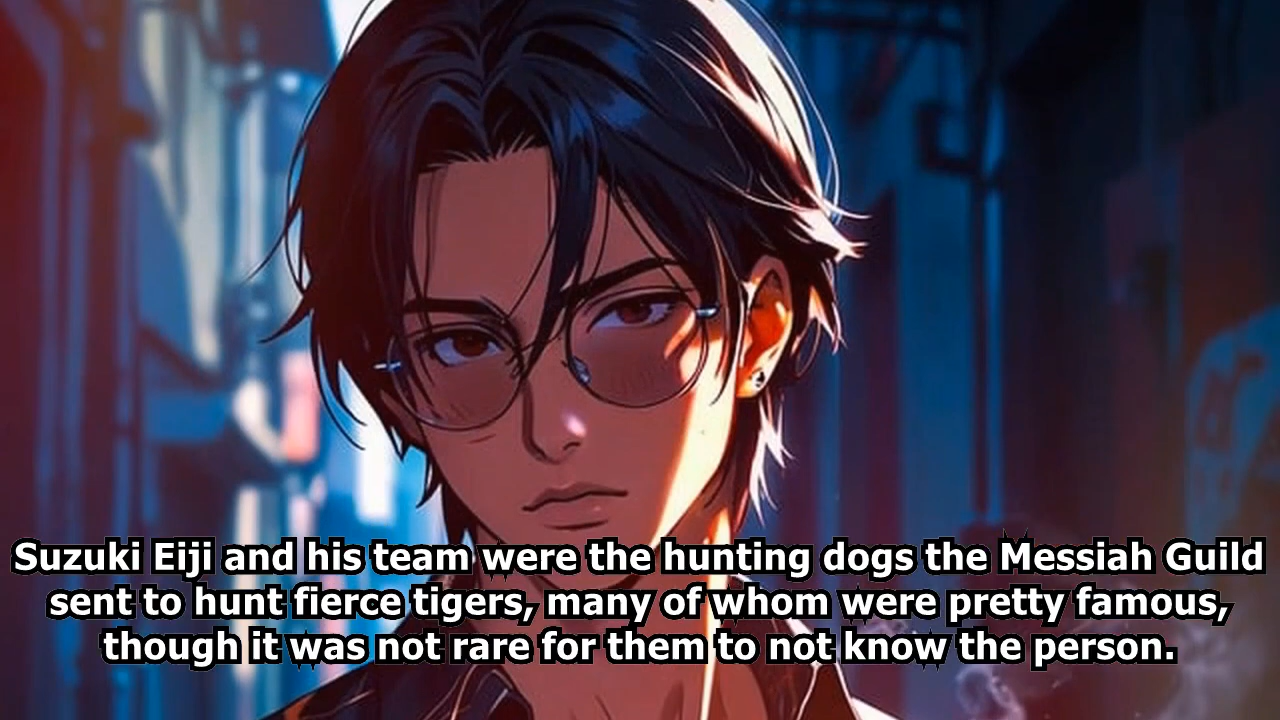 Suzuki Eiji and his team were the hunting dogs the Messiah Guild
sent to hunt fierce tigers, many of whom were pretty famous,
though it was not rare for them to not know the person.